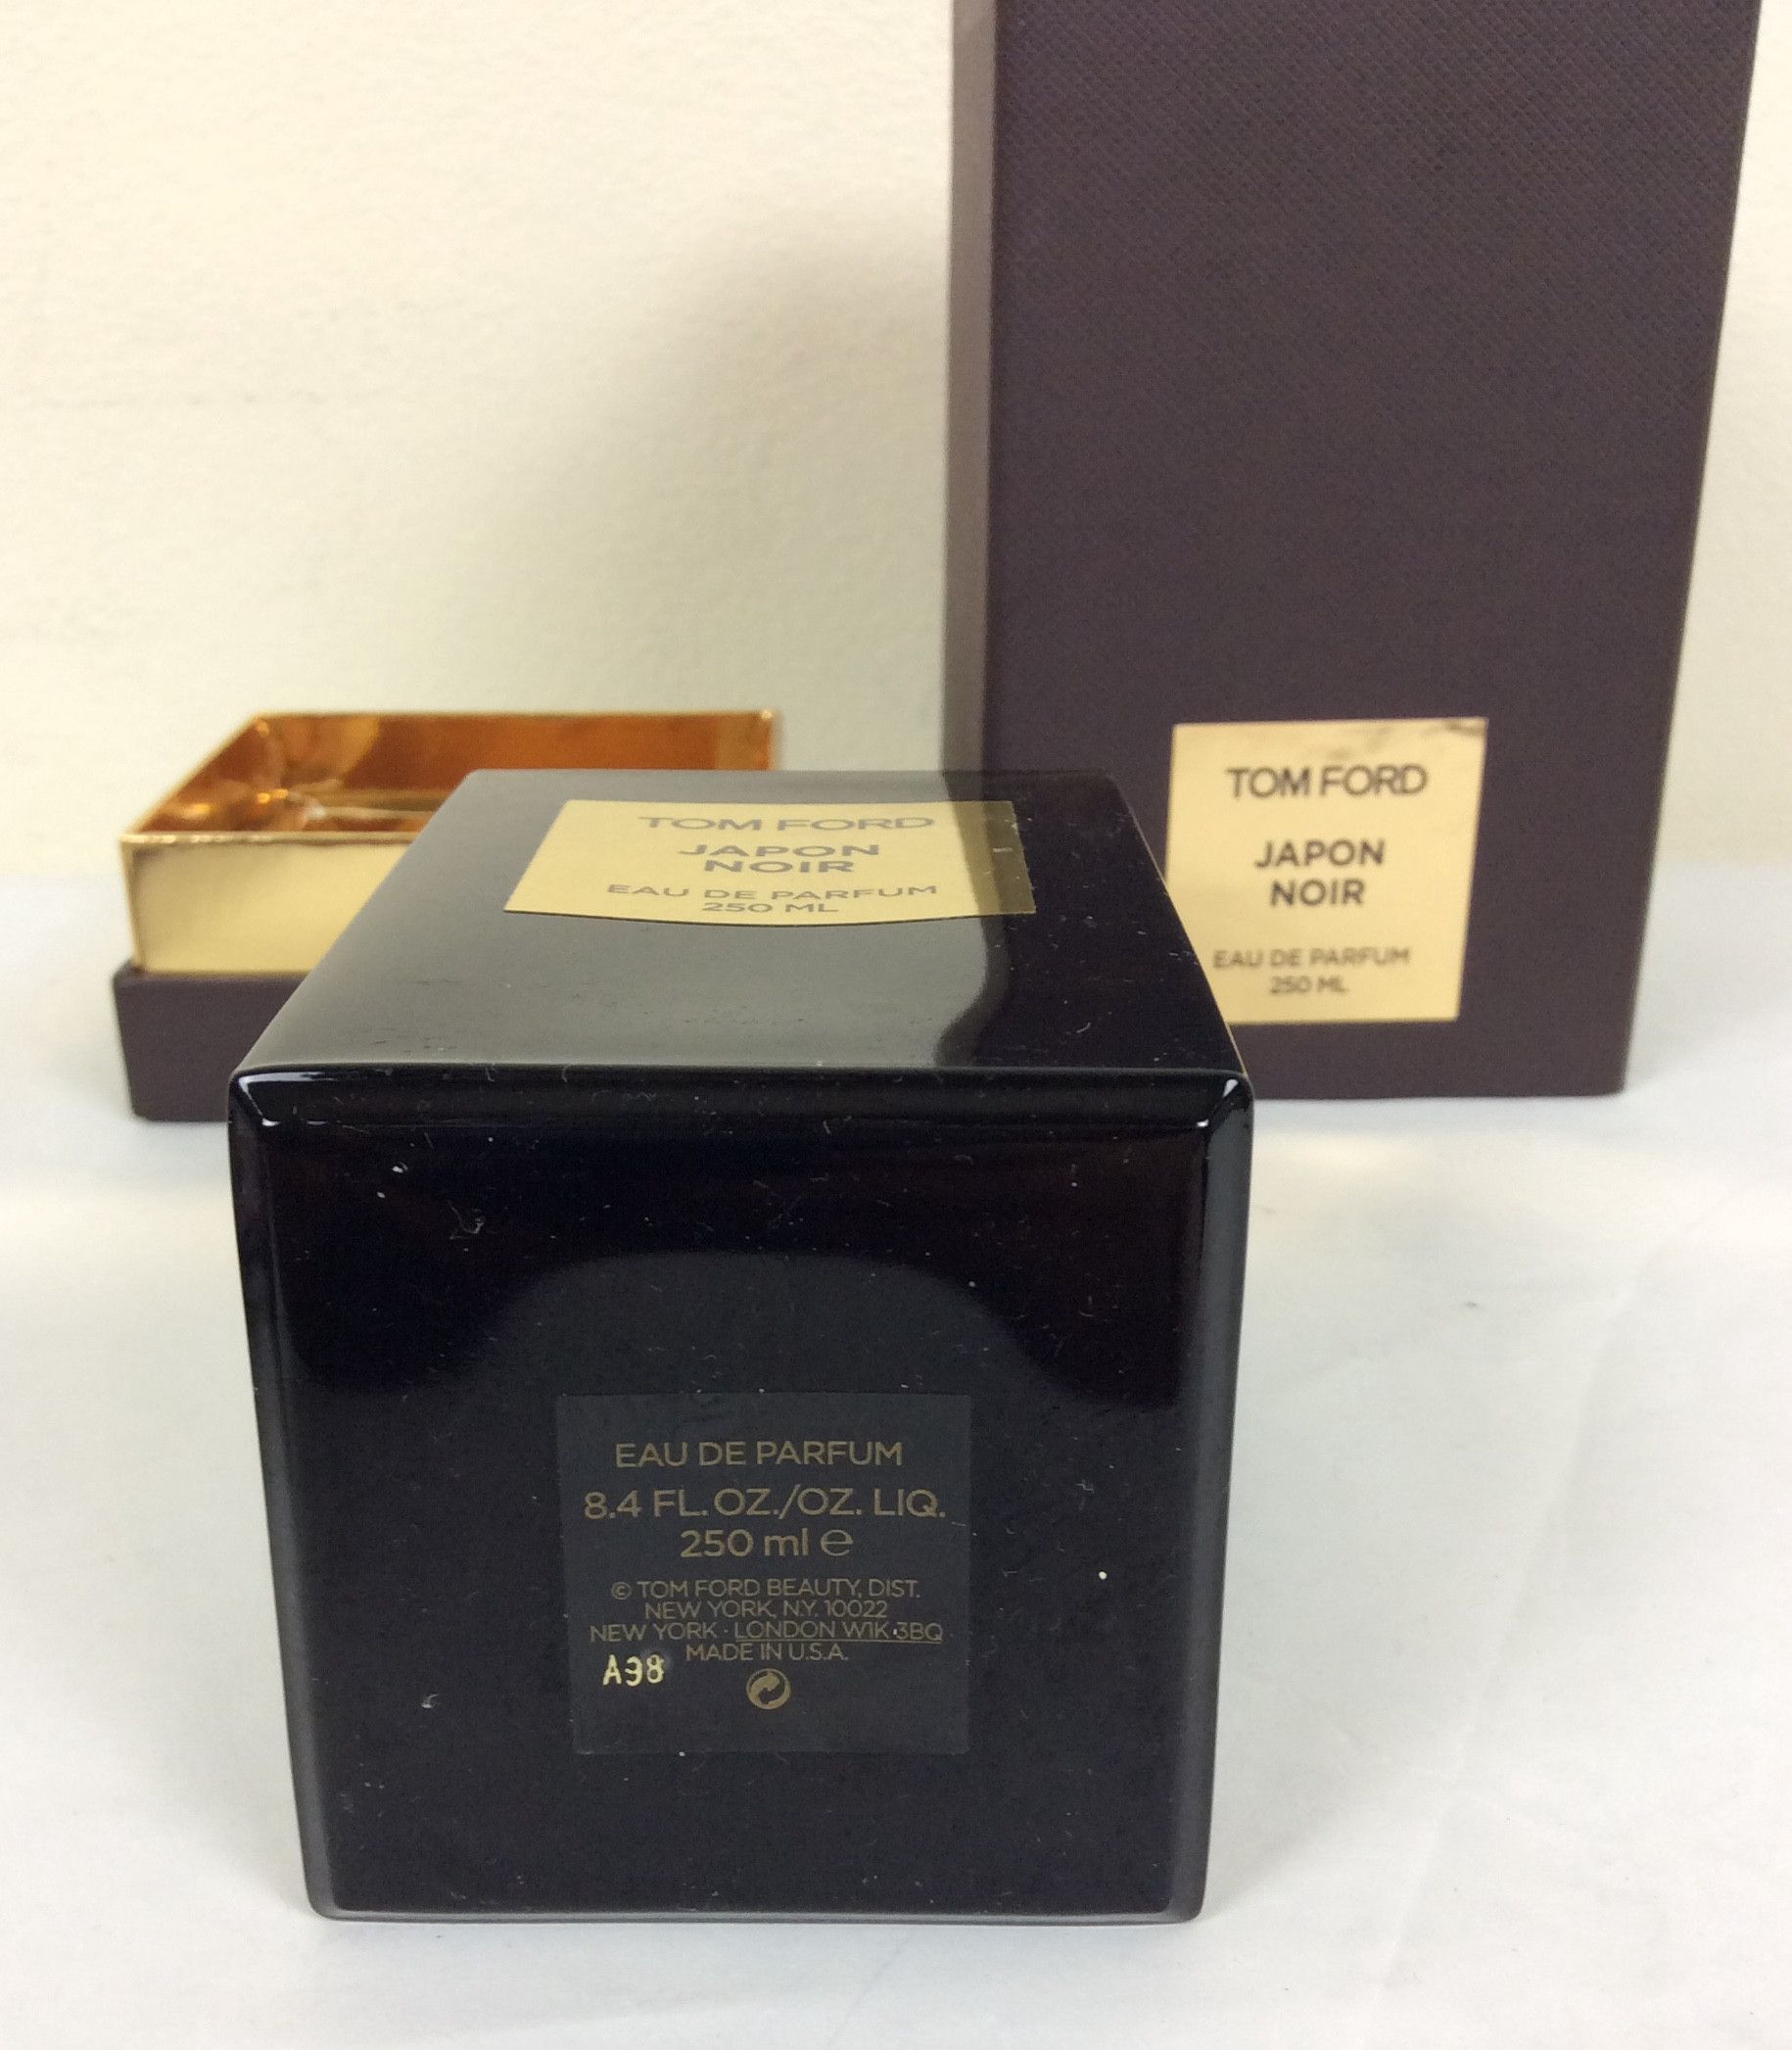 TOM FORD
JAPON
NOIR
EAU DE PARFUM
250 ML
TOM FORD
JAPON
NOIR
EAU DE PARFUM
250 ML
EAU DE PARFUM
8.4 FL. OZ./OZ. LIQ.
250 ml ℮
© TOM FORD BEAUTY, DIST.
NEW YORK, N.Y. 10022
NEW YORK · LONDON W1K 3BQ
MADE IN U.S.A.
A98